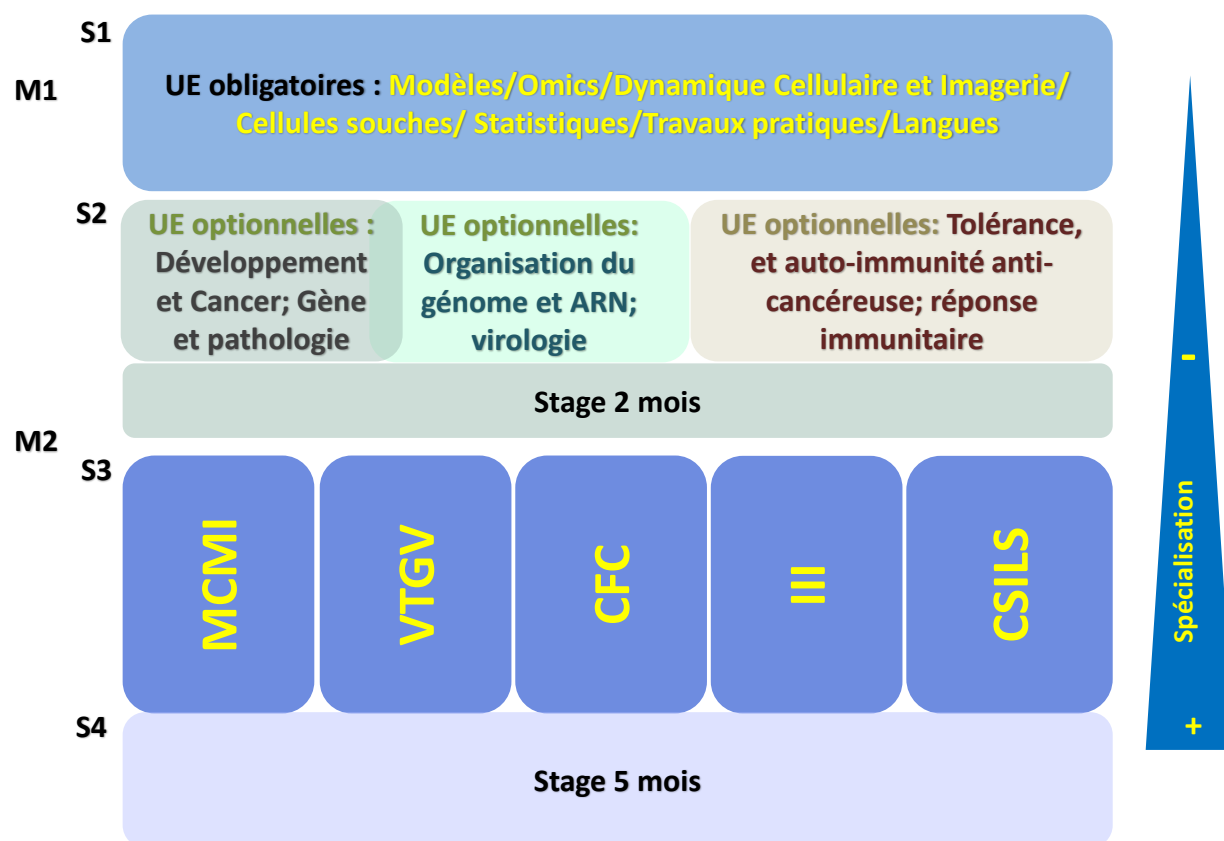 S1
M1
UE obligatoires : Modèles/Omics/Dynamique Cellulaire et Imagerie/
Cellules souches/ Statistiques/Travaux pratiques/Langues
S2
UE optionnelles :
Développement
et Cancer; Gène
et pathologie
UE optionnelles:
Organisation du
génome et ARN;
virologie
UE optionnelles: Tolérance,
et auto-immunité anti-
cancéreuse; réponse
immunitaire
Stage 2 mois
M2
S3
MCMI
VTGV
CFC
III
CSILS
S4
Stage 5 mois
-
Spécialisation
+